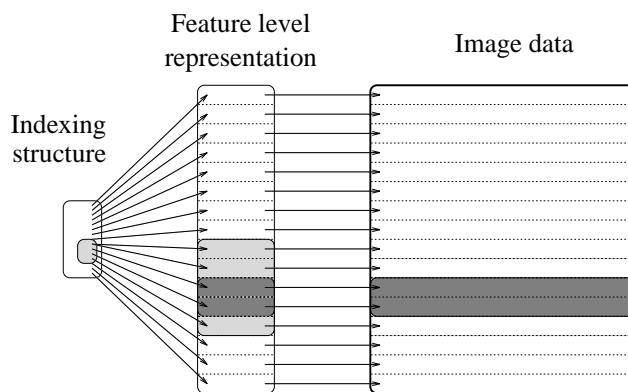 Feature level
representation
Image data
Indexing
structure